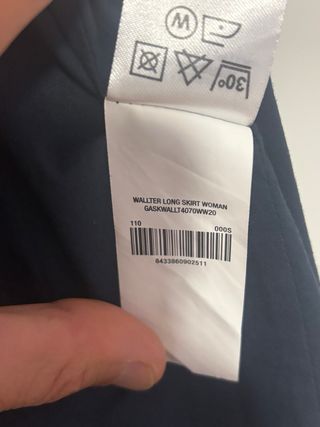 W
30°
WALLTER LONG SKIRT WOMAN
GASKWALLT4070WW20
110 000S
8433860902511